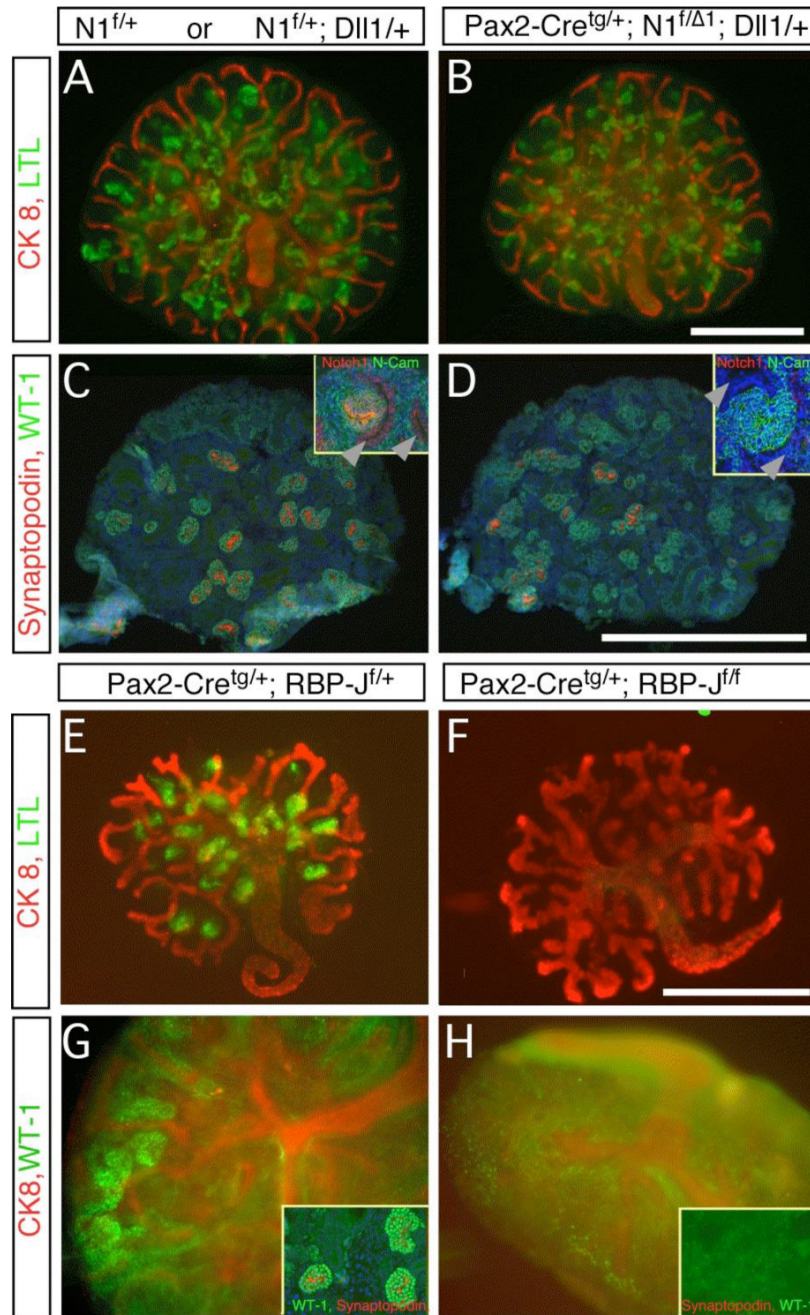 N1f/+ or N1f/+; Dll1/+
Pax2-Cretg/+; N1f/Δ1; Dll1/+
CK 8, LTL
A
B
Synaptopodin, WT-1
C
Notch1,N-Cam
D
Notch1,N-Cam
Pax2-Cretg/+; RBP-Jf/+
Pax2-Cretg/+; RBP-Jf/f
CK 8, LTL
E
F
CK8,WT-1
G
WT-1, Synaptopodin,
H
Synaptopodin, WT-